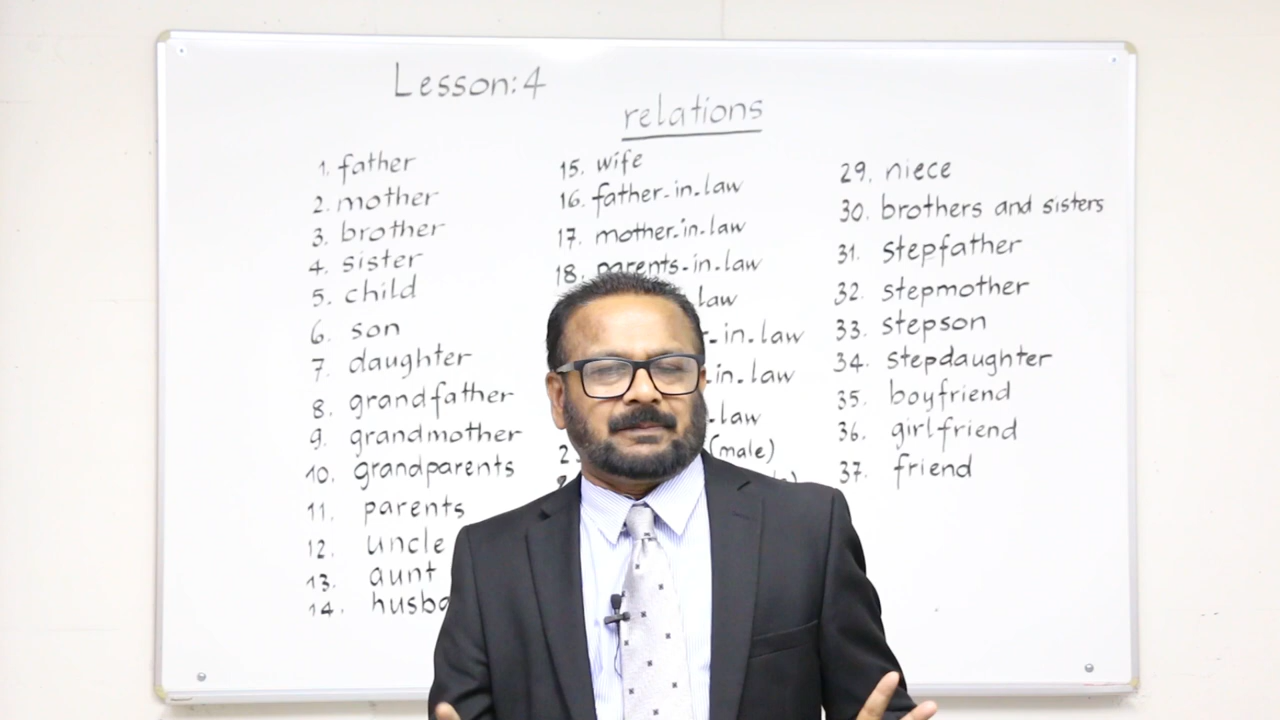 Lesson:4
relations
1. father
2. mother
3. brother
4. sister
5. child
6. son
7. daughter
8. grandfather
9. grandmother
10. grandparents
11. parents
12. uncle
13. aunt
14.
15. wife
16. father-in-law
17. mother-in-law
18. parents-in-law
law
-in-law
-in-law
-law
(male)
29. niece
30. brothers and sisters
31. stepfather
32. stepmother
33. stepson
34. stepdaughter
35. boyfriend
36. girlfriend
37. friend